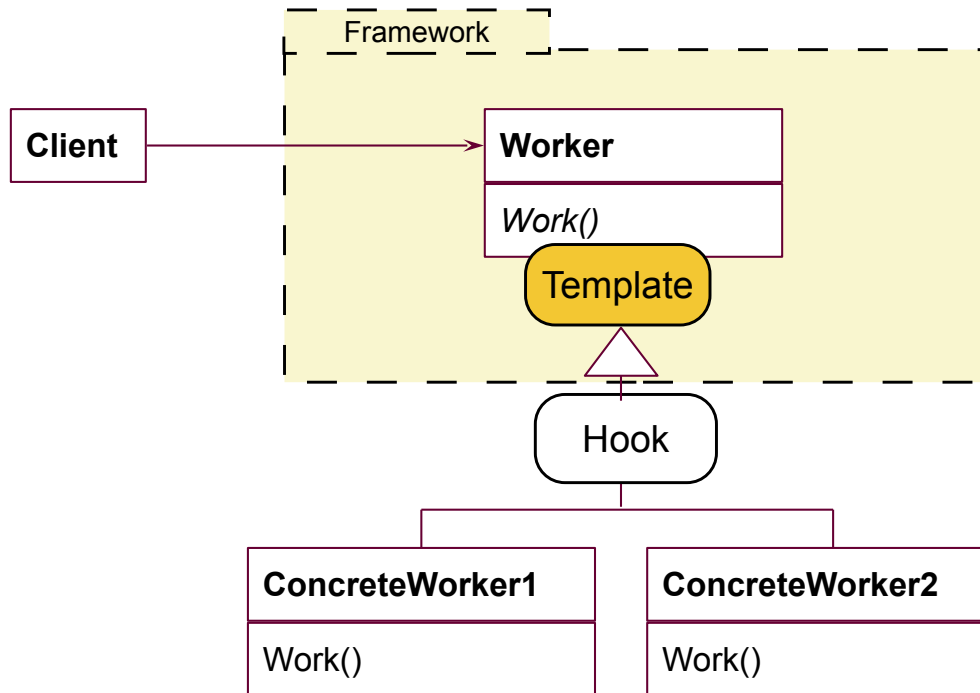 Framework
Client
Worker
Work()
Template
Hook
ConcreteWorker1
ConcreteWorker2
Work()
Work()